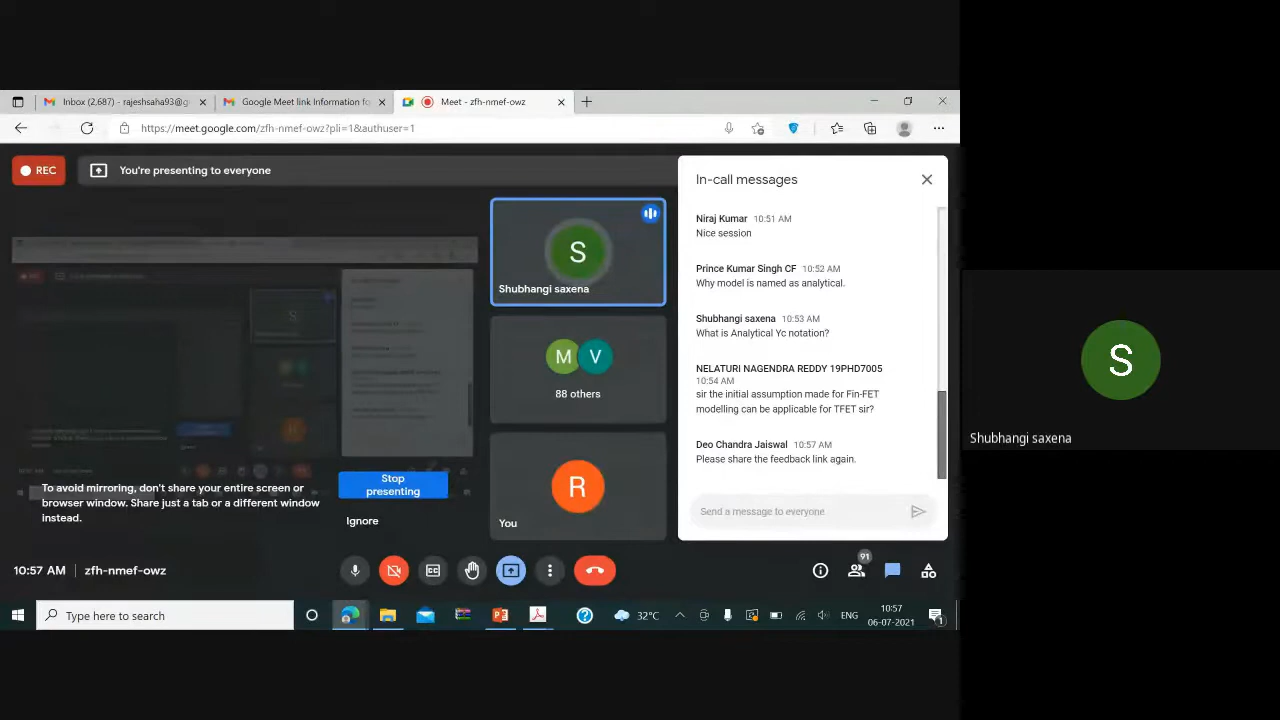 Inbox (2,687) - rajeshsaha93@g
Google Meet link Information fo
Meet - zfh-nmef-owz
https://meet.google.com/zfh-nmef-owz?pli=1&authuser=1
REC
You're presenting to everyone
In-call messages
Niraj Kumar 10:51 AM
Nice session
Prince Kumar Singh CF 10:52 AM
Why model is named as analytical.
Shubhangi saxena 10:53 AM
What is Analytical Yc notation?
NELATURI NAGENDRA REDDY 19PHD7005
10:54 AM
sir the initial assumption made for Fin-FET
modelling can be applicable for TFET sir?
Deo Chandra Jaiswal 10:57 AM
Please share the feedback link again.
Send a message to everyone
S
Shubhangi saxena
M V
88 others
R
You
To avoid mirroring, don't share your entire screen or
browser window. Share just a tab or a different window
instead.
Stop
presenting
Ignore
10:57 AM | zfh-nmef-owz
91
Type here to search
32°C
ENG
10:57
06-07-2021
1
S
Shubhangi saxena